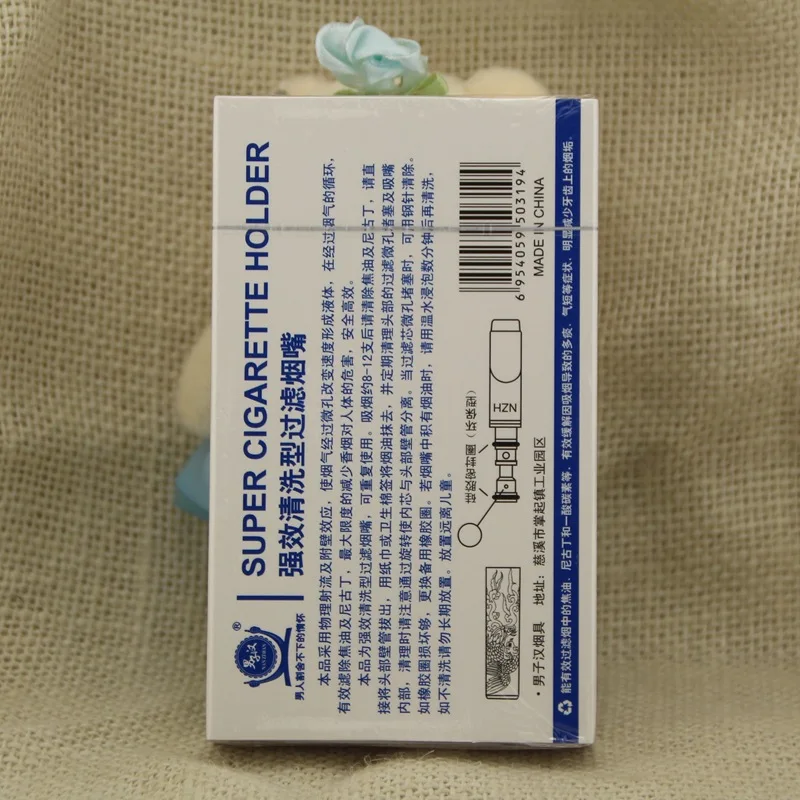 男子汉
®
男人割舍不下的情怀
SUPER CIGARETTE HOLDER
强效清洗型过滤烟嘴
本品采用物理射流及附壁效应，使烟气经过微孔改变速度形成液体，在经过烟气的循环，
有效滤除焦油及尼古丁，最大限度的减少香烟对人体的危害，安全高效。
本品为强效清洗型过滤烟嘴，可重复使用。吸烟约8-12支后请清除焦油及尼古丁，请直
接将头部壁管拔出，用纸巾或卫生棉签将烟油抹去，并定期清理头部的过滤微孔堵塞及吸嘴
内部，清理时请注意通过旋转使内芯与头部壁管分离。当过滤芯微孔堵塞时，可用钢针清除。
如橡胶圈损坏够，更换备用橡胶圈。若烟嘴中积有烟油时，请用温水浸泡数分钟后再清洗，
如不清洗请勿长期放置。放置远离儿童。
HZN
6 954059 503194
MADE IN CHINA
·男子汉烟具 地址：慈溪市掌起镇工业园区
能有效过滤烟中的焦油、尼古丁和一酸碳素等，有效缓解因吸烟导致的多痰、气短等症状，明显减少牙齿上的烟垢。